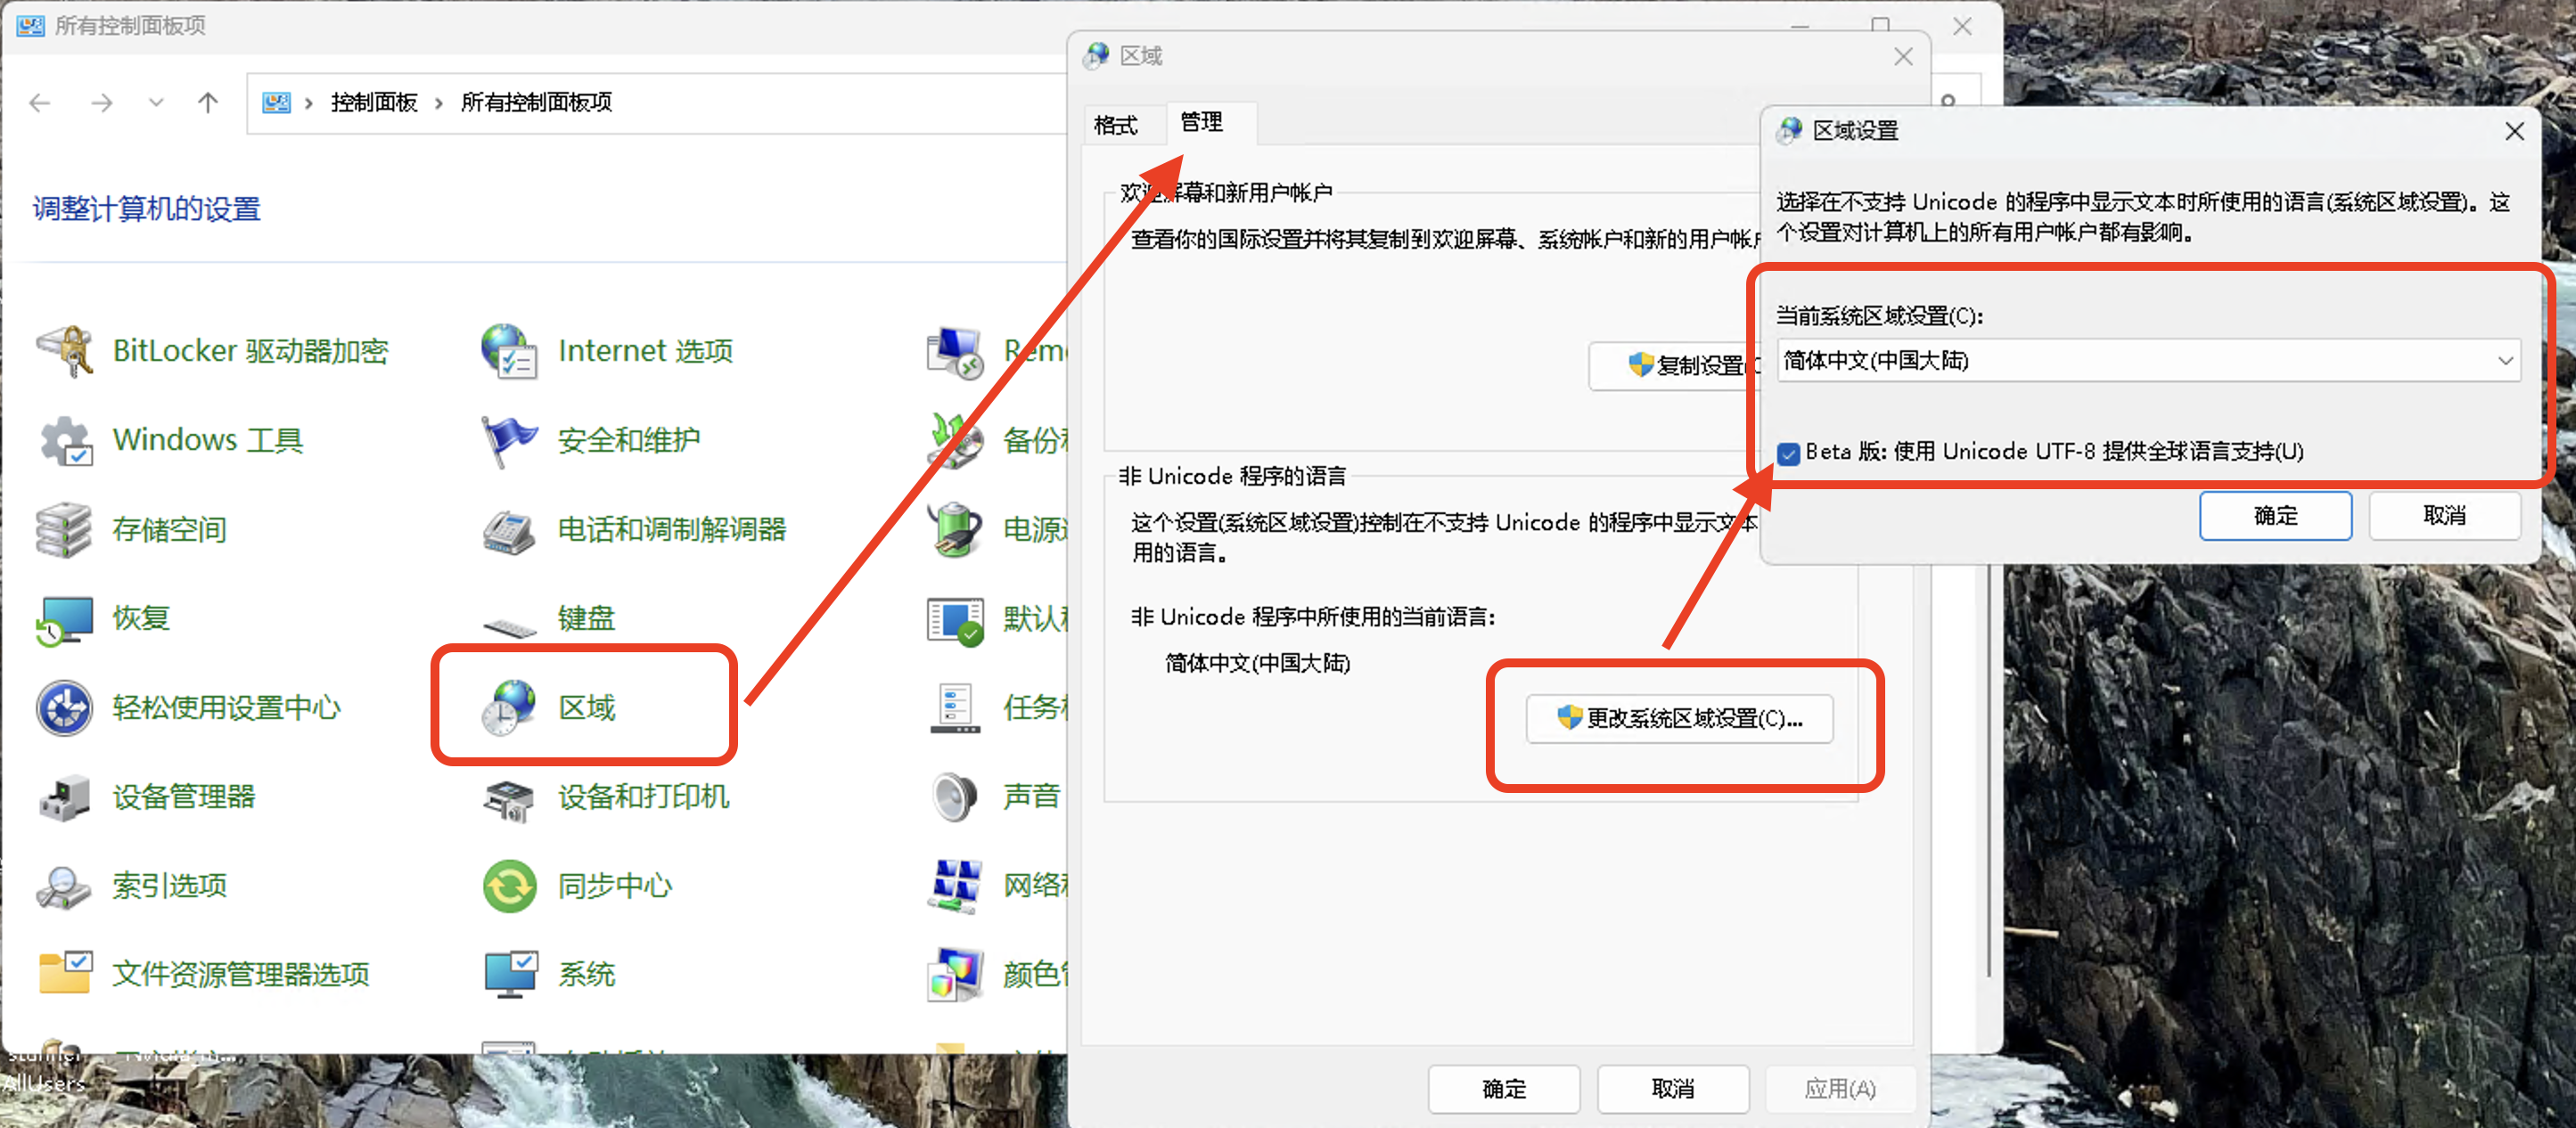 所有控制面板项
控制面板
所有控制面板项
调整计算机的设置
BitLocker 驱动器加密
Internet 选项
Windows 工具
安全和维护
备份
存储空间
电话和调制解调器
电源
恢复
键盘
默认
轻松使用设置中心
区域
任务
设备管理器
设备和打印机
声音
索引选项
同步中心
网络
文件资源管理器选项
系统
颜色
AllUsers
区域
格式
管理
欢迎屏幕和新用户帐户
查看你的国际设置并将其复制到欢迎屏幕、系统帐户和新的用户帐户
复制设置
非 Unicode 程序的语言
这个设置(系统区域设置)控制在不支持 Unicode 的程序中显示文本
用的语言。
非 Unicode 程序中所使用的当前语言:
简体中文(中国大陆)
更改系统区域设置(C)...
确定
取消
应用(A)
区域设置
选择在不支持 Unicode 的程序中显示文本时所使用的语言(系统区域设置)。这
个设置对计算机上的所有用户帐户都有影响。
当前系统区域设置(C):
简体中文(中国大陆)
Beta 版: 使用 Unicode UTF-8 提供全球语言支持(U)
确定
取消